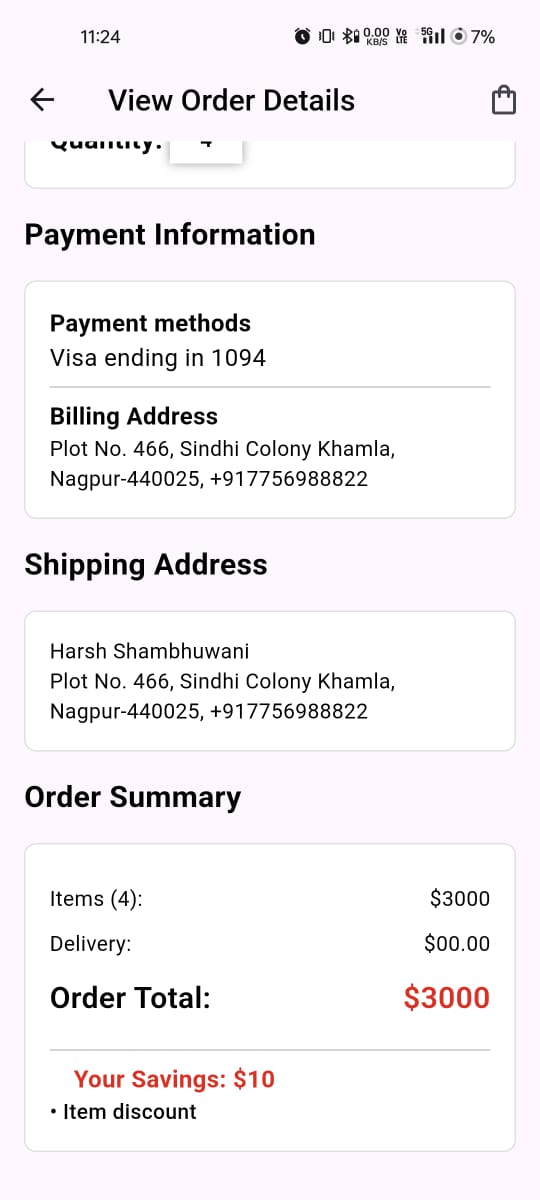 11:24
0.00 KB/S Vo LTE 5G 7%
View Order Details
Quantity: 4
Payment Information
Payment methods
Visa ending in 1094
Billing Address
Plot No. 466, Sindhi Colony Khamla,
Nagpur-440025, +917756988822
Shipping Address
Harsh Shambhuwani
Plot No. 466, Sindhi Colony Khamla,
Nagpur-440025, +917756988822
Order Summary
Items (4): $3000
Delivery: $00.00
Order Total: $3000
Your Savings: $10
• Item discount